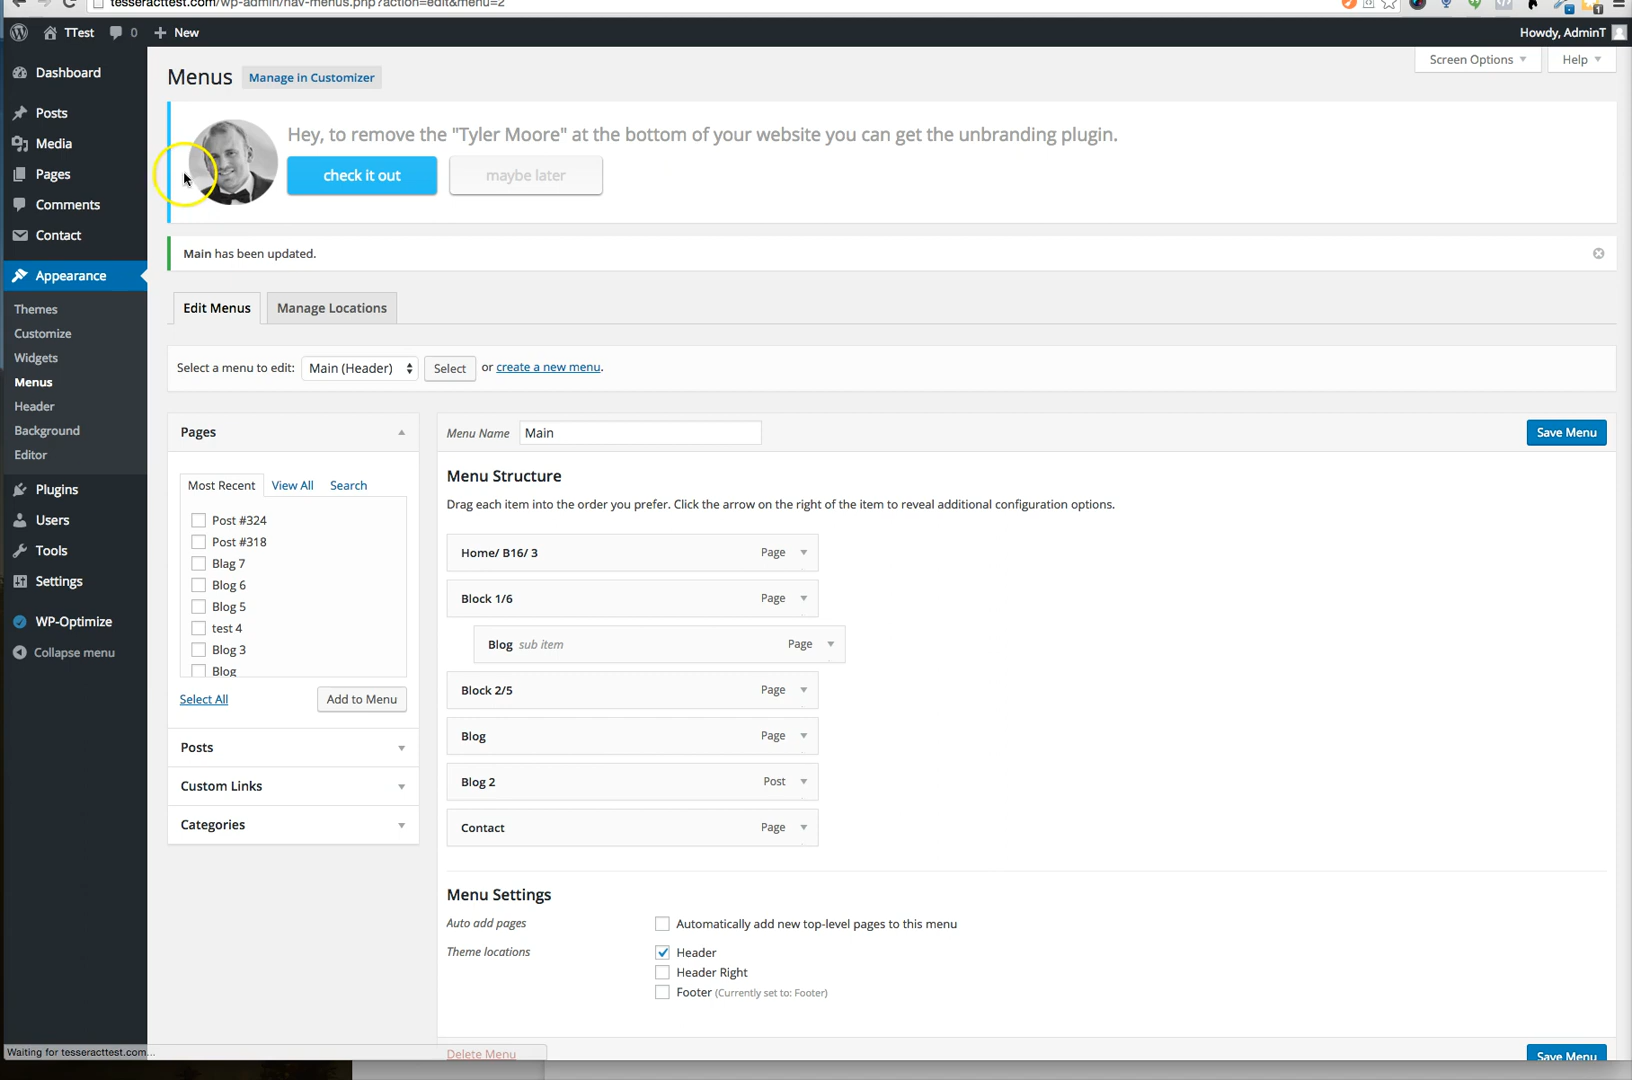 tesseracttest.com/wp-admin/nav-menus.php?action=edit&menu=2
TTest
0
New
Howdy, AdminT
Dashboard
Posts
Media
Pages
Comments
Contact
Appearance
Themes
Customize
Widgets
Menus
Header
Background
Editor
Plugins
Users
Tools
Settings
WP-Optimize
Collapse menu
Menus
Manage in Customizer
Screen Options
Help
Hey, to remove the "Tyler Moore" at the bottom of your website you can get the unbranding plugin.
check it out
maybe later
Main has been updated.
Edit Menus
Manage Locations
Select a menu to edit:
Main (Header)
Select
or create a new menu.
Pages
Most Recent
View All
Search
Post #324
Post #318
Blag 7
Blog 6
Blog 5
test 4
Blog 3
Blog
Select All
Add to Menu
Posts
Custom Links
Categories
Menu Name
Main
Save Menu
Menu Structure
Drag each item into the order you prefer. Click the arrow on the right of the item to reveal additional configuration options.
Home/ B16/ 3
Page
Block 1/6
Page
Blog sub item
Page
Block 2/5
Page
Blog
Page
Blog 2
Post
Contact
Page
Menu Settings
Auto add pages
Automatically add new top-level pages to this menu
Theme locations
Header
Header Right
Footer (Currently set to: Footer)
Delete Menu
Save Menu
Waiting for tesseracttest.com...